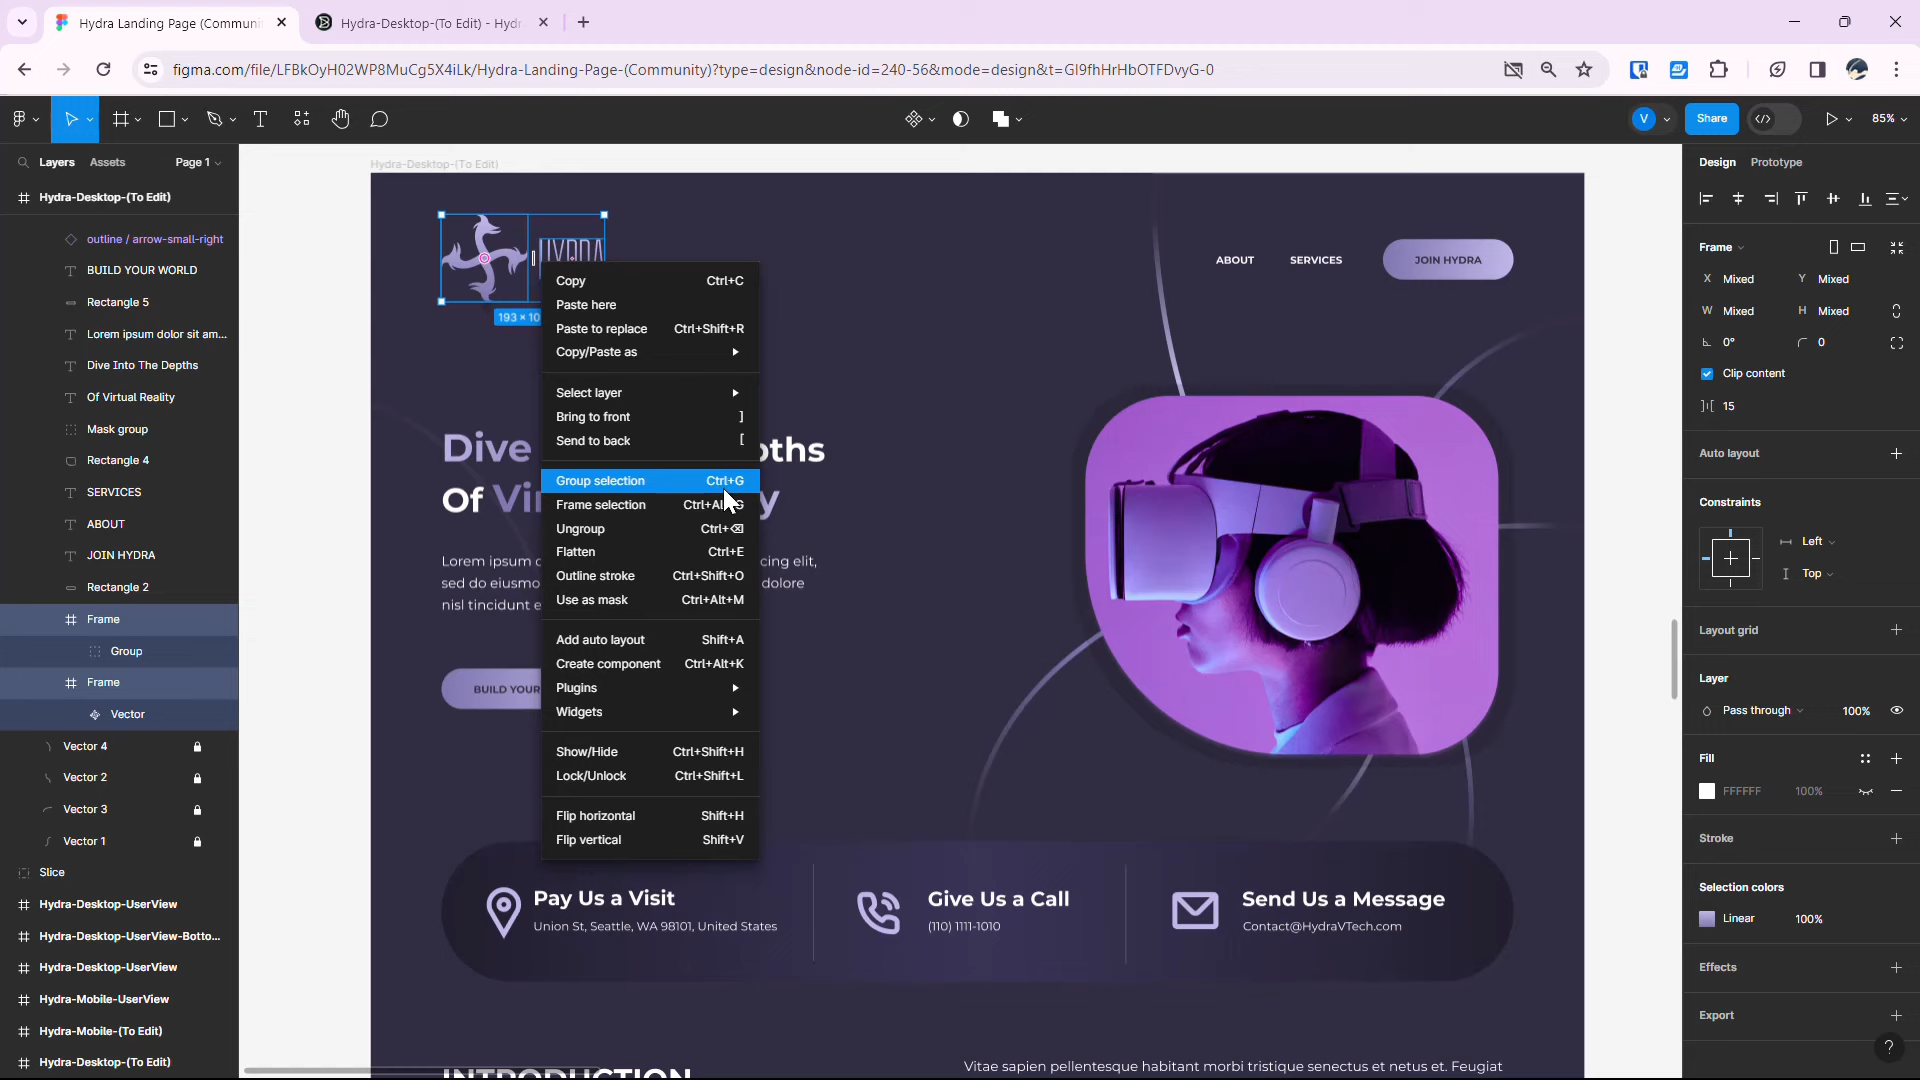 Hydra Landing Page (Commun
Hydra-Desktop-(To Edit) - Hyd
figma.com/file/LFBkOyH02WP8MuCg5X4iLk/Hydra-Landing-Page-(Community)?type=design&node-id=240-56&mode=design&t=GI9fhHrHbOTFDvyG-0
V
Share
85%
Layers
Assets
Page 1
Hydra-Desktop-(To Edit)
outline / arrow-small-right
BUILD YOUR WORLD
Rectangle 5
Lorem ipsum dolor sit am...
Dive Into The Depths
Of Virtual Reality
Mask group
Rectangle 4
SERVICES
ABOUT
JOIN HYDRA
Rectangle 2
Frame
Group
Frame
Vector
Vector 4
Vector 2
Vector 3
Vector 1
Slice
Hydra-Desktop-UserView
Hydra-Desktop-UserView-Botto...
Hydra-Desktop-UserView
Hydra-Mobile-UserView
Hydra-Mobile-(To Edit)
Hydra-Desktop-(To Edit)
Hydra-Desktop-(To Edit)
HYDRA
193 × 10
ABOUT
SERVICES
JOIN HYDRA
Copy Ctrl+C
Paste here
Paste to replace Ctrl+Shift+R
Copy/Paste as
Select layer
Bring to front ]
Send to back [
Group selection Ctrl+G
Frame selection Ctrl+Alt+G
Ungroup Ctrl+⌫
Flatten Ctrl+E
Outline stroke Ctrl+Shift+O
Use as mask Ctrl+Alt+M
Add auto layout Shift+A
Create component Ctrl+Alt+K
Plugins
Widgets
Show/Hide Ctrl+Shift+H
Lock/Unlock Ctrl+Shift+L
Flip horizontal Shift+H
Flip vertical Shift+V
Dive pths
Of Vir y
Lorem ipsum cing elit,
sed do eiusmo dolore
nisl tincidunt e
BUILD YOUR
Pay Us a Visit
Union St, Seattle, WA 98101, United States
Give Us a Call
(110) 1111-1010
Send Us a Message
Contact@HydraVTech.com
INTRODUCTION
Vitae sapien pellentesque habitant morbi tristique senectus et netus et. Feugiat
Design
Prototype
Frame
X Mixed
Y Mixed
W Mixed
H Mixed
0°
0
Clip content
15
Auto layout
Constraints
Left
Top
Layout grid
Layer
Pass through
100%
Fill
FFFFFF
100%
Stroke
Selection colors
Linear
100%
Effects
Export
?